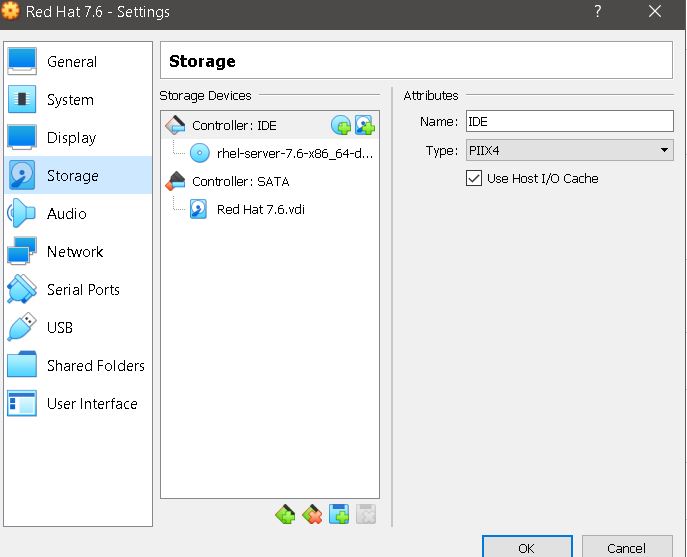 Red Hat 7.6 - Settings
?
General
System
Display
Storage
Audio
Network
Serial Ports
USB
Shared Folders
User Interface
Storage
Storage Devices
Controller: IDE
rhel-server-7.6-x86_64-d...
Controller: SATA
Red Hat 7.6.vdi
Attributes
Name: IDE
Type: PIIX4
Use Host I/O Cache
OK
Cancel